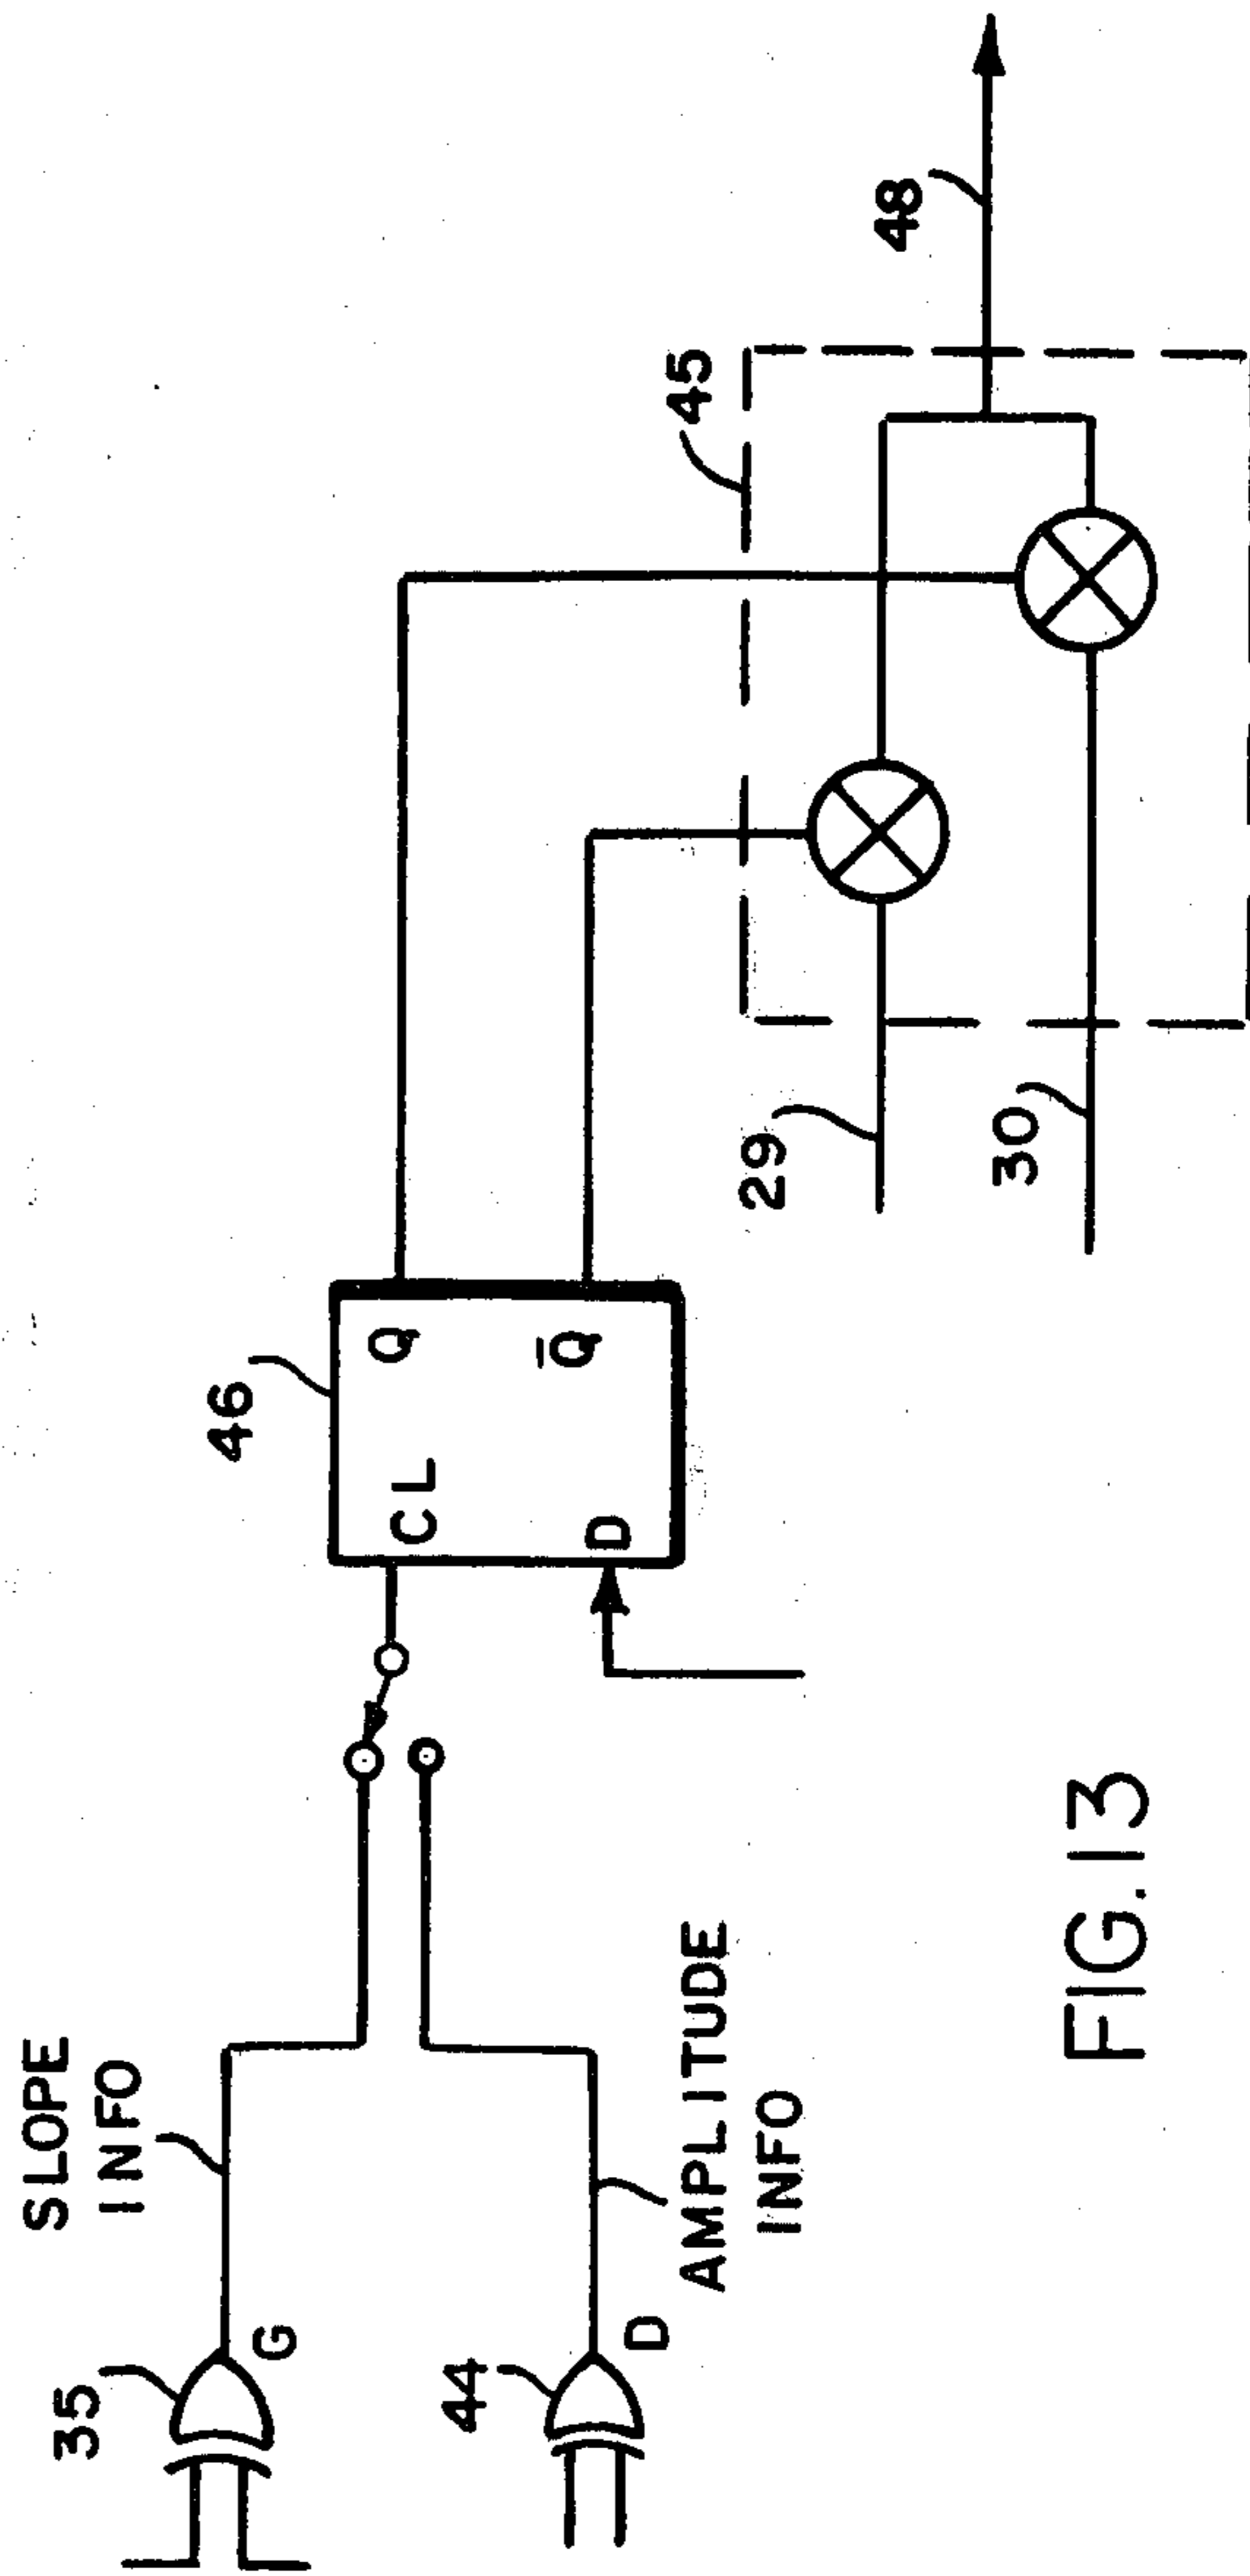 35
SLOPE
INFO
G
44
D
AMPLITUDE
INFO
46
CL
Q
D
Q̅
29
30
45
48
FIG. 13